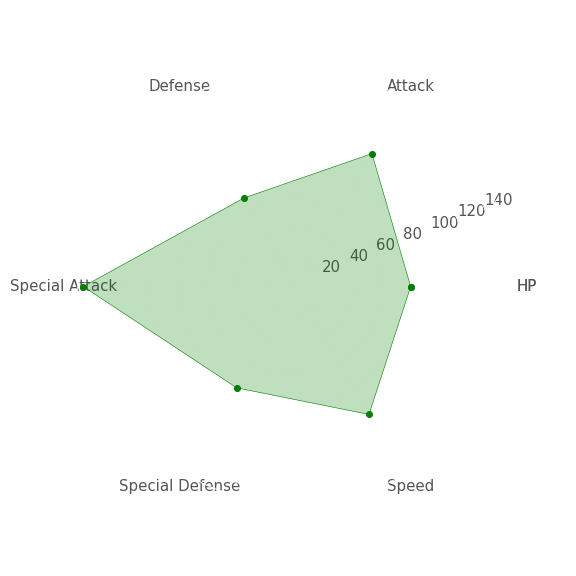 Defense
Attack
140
120
100
80
60
40
20
Special Attack
HP
Special Defense
Speed